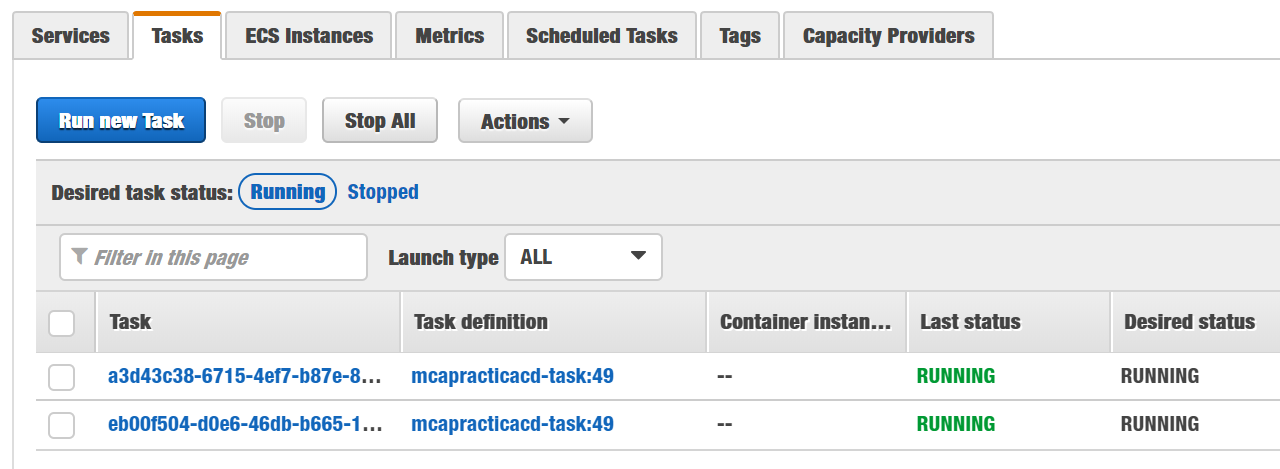 Services Tasks ECS Instances Metrics Scheduled Tasks Tags Capacity Providers
Run new Task Stop Stop All Actions
Desired task status: Running Stopped
Filter in this page Launch type ALL
Task Task definition Container instan... Last status Desired status
a3d43c38-6715-4ef7-b87e-8... mcapracticacd-task:49 -- RUNNING RUNNING
eb00f504-d0e6-46db-b665-1... mcapracticacd-task:49 -- RUNNING RUNNING